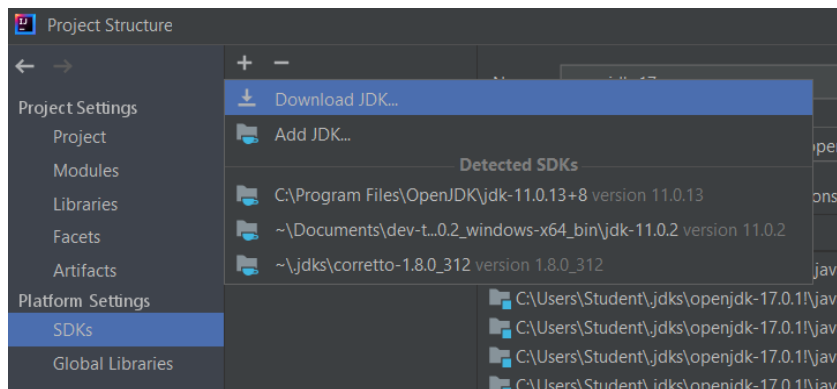 Project Structure
Project Settings
Project
Modules
Libraries
Facets
Artifacts
Platform Settings
SDKs
Global Libraries
Download JDK...
Add JDK...
Detected SDKs
C:\Program Files\OpenJDK\jdk-11.0.13+8 version 11.0.13
~\Documents\dev-t...0.2_windows-x64_bin\jdk-11.0.2 version 11.0.2
~\.jdks\corretto-1.8.0_312 version 1.8.0_312
C:\Users\Student\.jdks\openjdk-17.0.1!\jav
C:\Users\Student\.jdks\openjdk-17.0.1!\jav
C:\Users\Student\.jdks\openjdk-17.0.1!\jav
C:\Users\Student\.jdks\openjdk-17.0.1!\jav